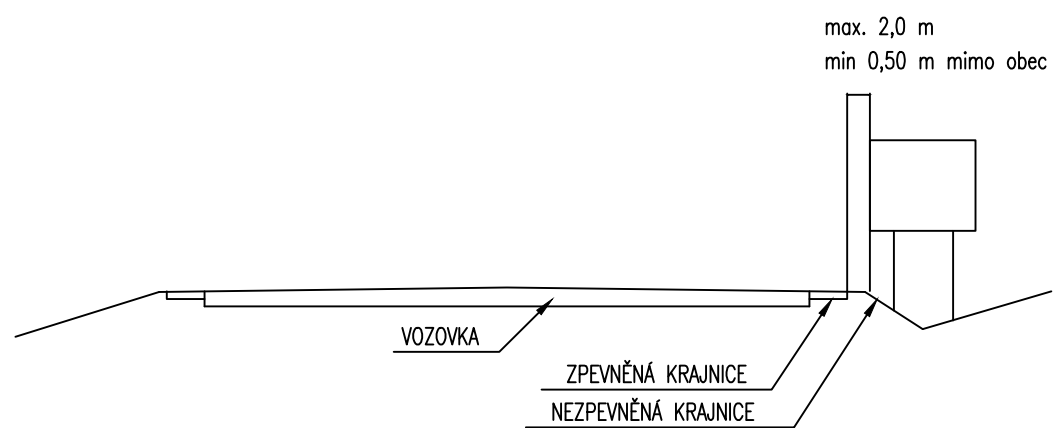 max. 2,0 m
min 0,50 m mimo obec
VOZOVKA
ZPEVNĚNÁ KRAJNICE
NEZPEVNĚNÁ KRAJNICE